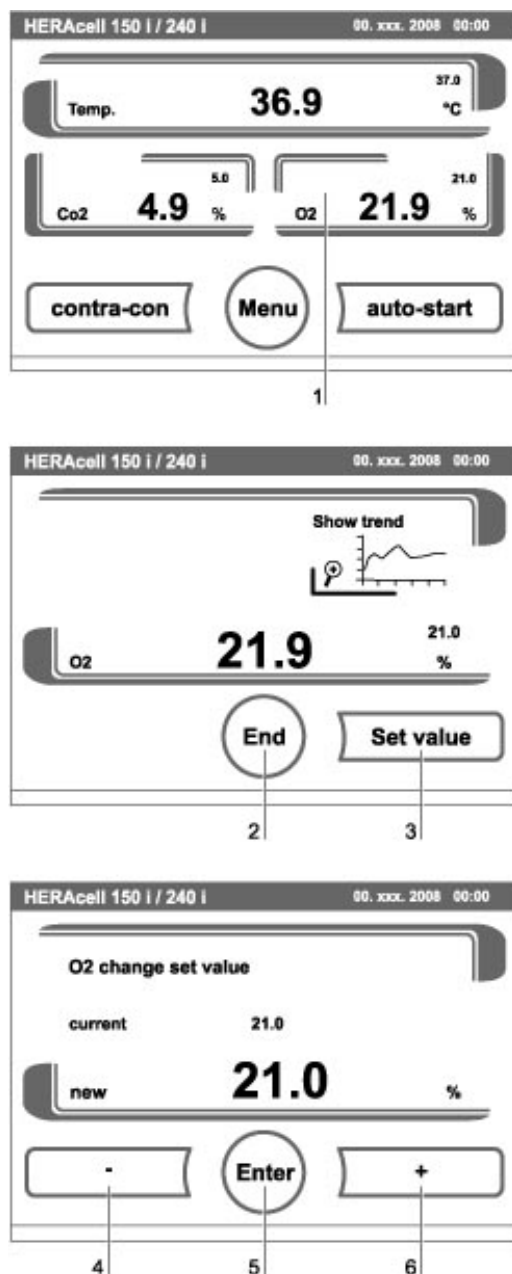 HERAcell 150 i / 240 i 00. xxx. 2008 00:00
37.0
Temp. 36.9 °C
5.0 21.0
Co2 4.9 % O2 21.9 %
contra-con Menu auto-start
1
HERAcell 150 i / 240 i 00. xxx. 2008 00:00
Show trend
21.0
O2 21.9 %
End Set value
2 3
HERAcell 150 i / 240 i 00. xxx. 2008 00:00
O2 change set value
current 21.0
new 21.0 %
- Enter +
4 5 6